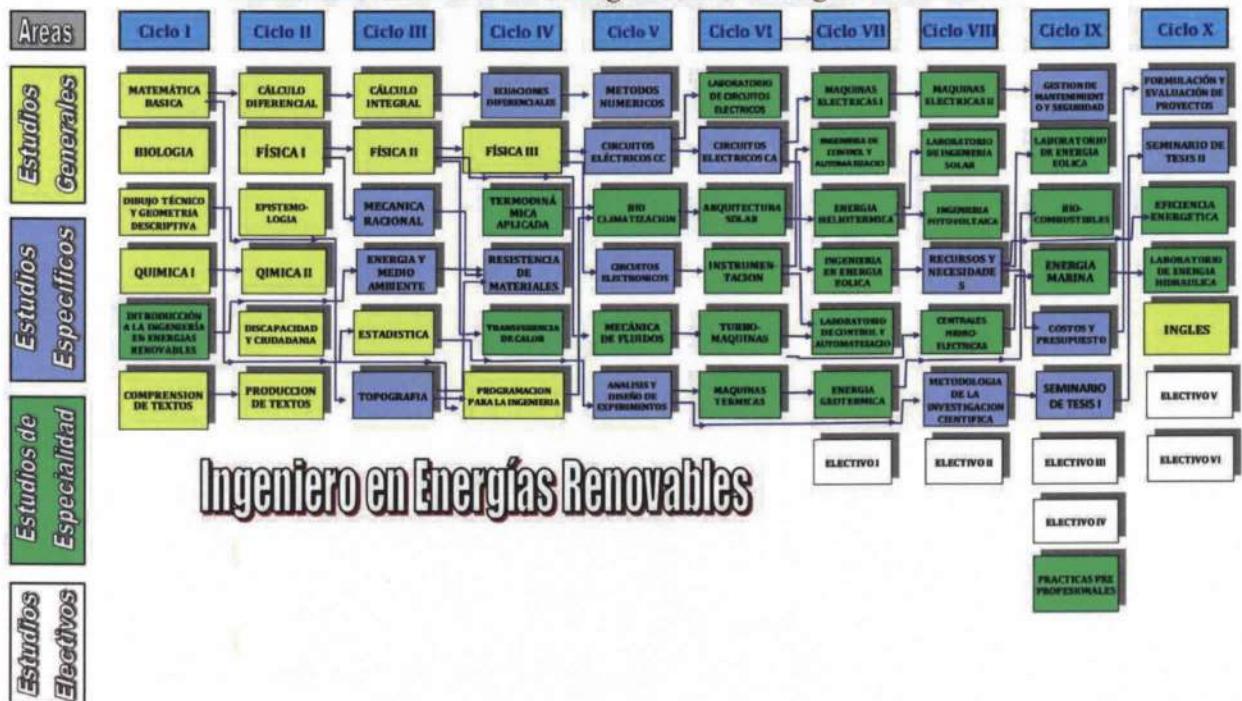 Areas
Ciclo I
Ciclo II
Ciclo III
Ciclo IV
Ciclo V
Ciclo VI
Ciclo VII
Ciclo VIII
Ciclo IX
Ciclo X
Estudios
Generales
Estudios
Específicos
Estudios de
Especialidad
Estudios
Electivos
MATEMÁTICA
BASICA
CÁLCULO
DIFERENCIAL
CÁLCULO
INTEGRAL
ECUACIONES
DIFERENCIALES
METODOS
NUMERICOS
LABORATORIO
DE CIRCUITOS
ELECTRICOS
MAQUINAS
ELECTRICAS I
MAQUINAS
ELECTRICAS II
GESTION DE
MANTENIMIENT
O Y SEGURIDAD
FORMULACIÓN Y
EVALUACIÓN DE
PROYECTOS
BIOLOGIA
FÍSICA I
FÍSICA II
FÍSICA III
CIRCUITOS
ELÉCTRICOS CC
CIRCUITOS
ELECTRICOS CA
INGENIERIA DE
CONTROL Y
AUTOMATIZACIO
LABORATORIO
DE INGENIERIA
SOLAR
LABORATORIO
DE ENERGIA
EOLICA
SEMINARIO DE
TESIS II
DIBUJO TÉCNICO
Y GEOMETRIA
DESCRIPTIVA
EPISTEMO-
LOGIA
MECANICA
RACIONAL
TERMODINÁ
MICA
APLICADA
BIO
CLIMATIZACION
ARQUITECTURA
SOLAR
ENERGIA
HELIOTERMICA
INGENIERIA
FOTOVOLTAICA
BIO-
COMBUSTIBLES
EFICIENCIA
ENERGETICA
QUIMICA I
QIMICA II
ENERGIA Y
MEDIO
AMBIENTE
RESISTENCIA
DE
MATERIALES
CIRCUITOS
ELECTRONICOS
INSTRUMEN-
TACION
INGENIERIA
EN ENERGIA
EOLICA
RECURSOS Y
NECESIDADE
S
ENERGIA
MARINA
LABORATORIO
DE ENERGIA
HIDRAULICA
INTRODUCCIÓN
A LA INGENIERÍA
EN ENERGIAS
RENOVABLES
DISCAPACIDAD
Y CIUDADANIA
ESTADISTICA
TRANSFERENCIA
DE CALOR
MECÁNICA
DE FLUIDOS
TURBO-
MAQUINAS
LABORATORIO
DE CONTROL Y
AUTOMATIZACIO
CENTRALES
HIDRO-
ELECTRICAS
COSTOS Y
PRESUPUESTO
INGLES
COMPRENSION
DE TEXTOS
PRODUCCION
DE TEXTOS
TOPOGRAFIA
PROGRAMACION
PARA LA INGENIERIA
ANALISIS Y
DISEÑO DE
EXPERIMENTOS
MAQUINAS
TERMICAS
ENERGIA
GEOTERMICA
METODOLOGIA
DE LA
INVESTIGACION
CIENTIFICA
SEMINARIO
DE TESIS I
ELECTIVO V
ELECTIVO I
ELECTIVO II
ELECTIVO III
ELECTIVO VI
ELECTIVO IV
PRACTICAS PRE
PROFESIONALES
Ingeniero en Energías Renovables